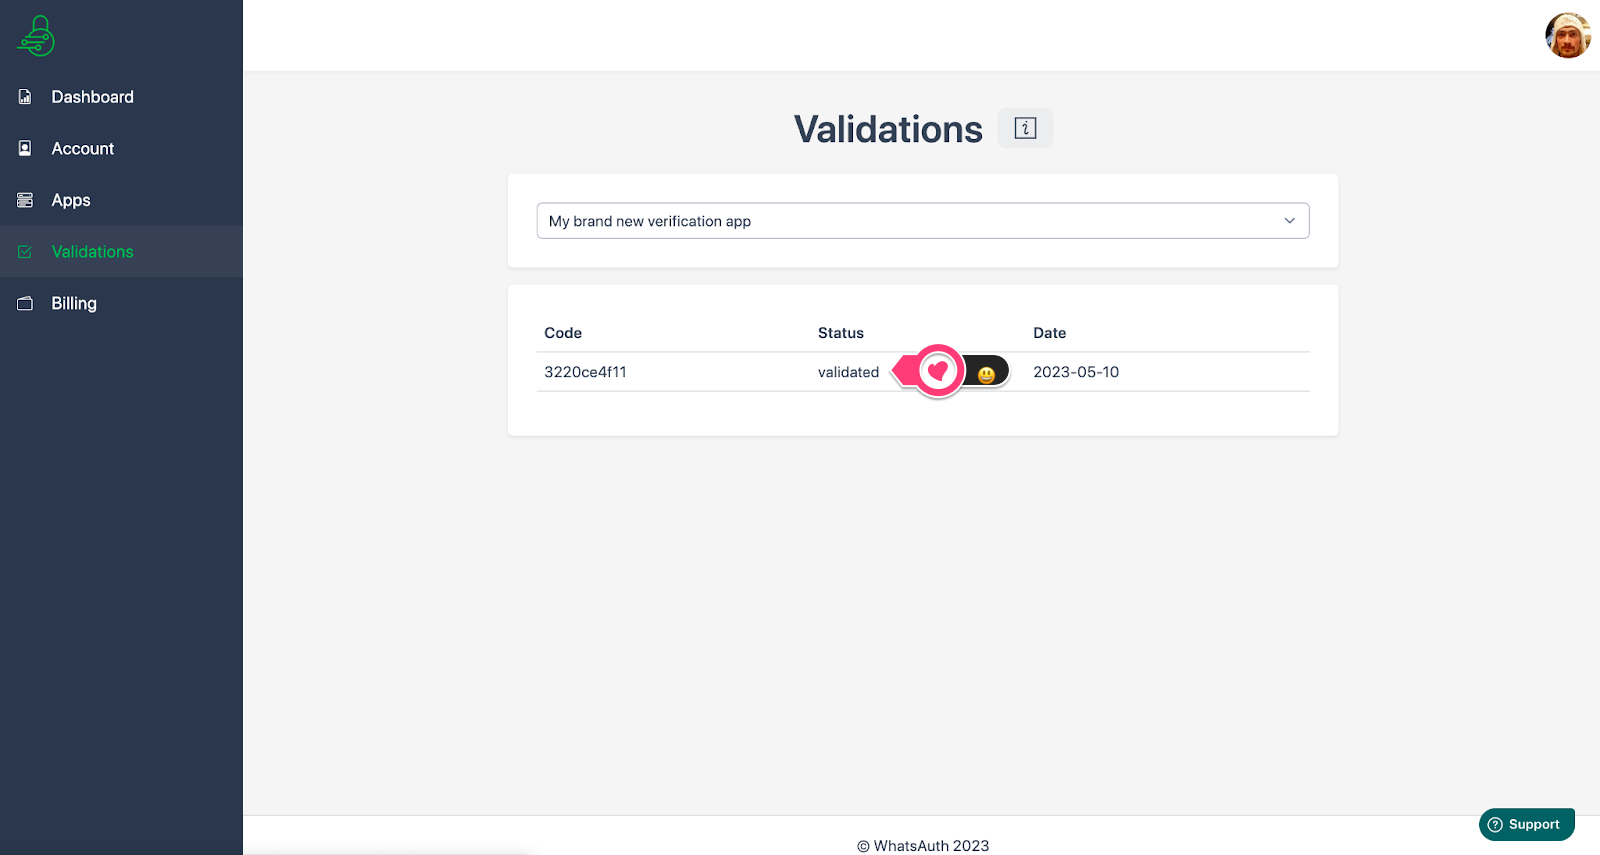 Dashboard
Account
Apps
Validations
Billing
Validations
My brand new verification app
Code Status Date
3220ce4f11 validated 😃 2023-05-10
© WhatsAuth 2023
Support